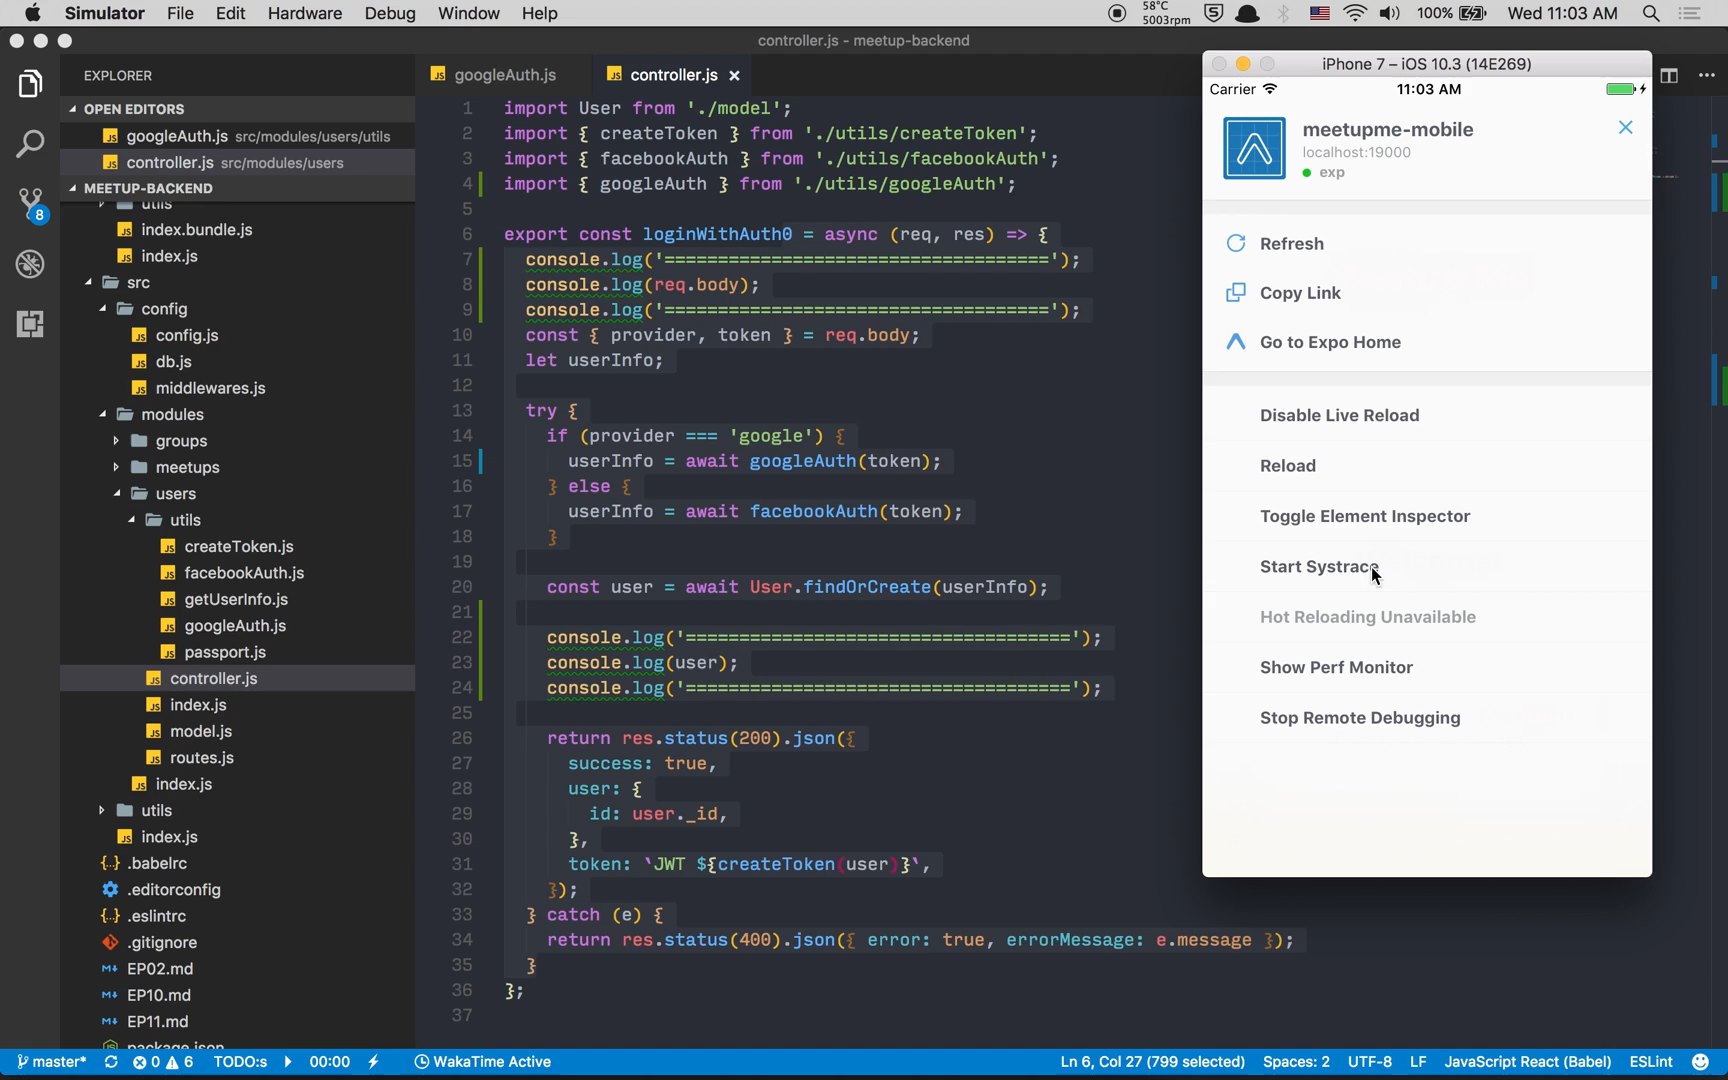 Simulator File Edit Hardware Debug Window Help
58°C
5003rpm
100%
Wed 11:03 AM
controller.js - meetup-backend
EXPLORER
OPEN EDITORS
googleAuth.js src/modules/users/utils
controller.js src/modules/users
MEETUP-BACKEND
utils
index.bundle.js
index.js
src
config
config.js
db.js
middlewares.js
modules
groups
meetups
users
utils
createToken.js
facebookAuth.js
getUserInfo.js
googleAuth.js
passport.js
controller.js
index.js
model.js
routes.js
index.js
utils
index.js
.babelrc
.editorconfig
.eslintrc
.gitignore
EP02.md
EP10.md
EP11.md
package.json
8
googleAuth.js
controller.js
1 import User from './model';
2 import { createToken } from './utils/createToken';
3 import { facebookAuth } from './utils/facebookAuth';
4 import { googleAuth } from './utils/googleAuth';
5
6 export const loginWithAuth0 = async (req, res) => {
7 console.log('====================================');
8 console.log(req.body);
9 console.log('====================================');
10 const { provider, token } = req.body;
11 let userInfo;
12
13 try {
14 if (provider === 'google') {
15 userInfo = await googleAuth(token);
16 } else {
17 userInfo = await facebookAuth(token);
18 }
19
20 const user = await User.findOrCreate(userInfo);
21
22 console.log('====================================');
23 console.log(user);
24 console.log('====================================');
25
26 return res.status(200).json({
27 success: true,
28 user: {
29 id: user._id,
30 },
31 token: `JWT ${createToken(user)}`,
32 });
33 } catch (e) {
34 return res.status(400).json({ error: true, errorMessage: e.message });
35 }
36 };
37
iPhone 7 – iOS 10.3 (14E269)
Carrier 11:03 AM
meetupme-mobile
localhost:19000
exp
Refresh
Copy Link
Go to Expo Home
Disable Live Reload
Reload
Toggle Element Inspector
Start Systrace
Hot Reloading Unavailable
Show Perf Monitor
Stop Remote Debugging
master* 0 6 TODO:s 00:00 WakaTime Active
Ln 6, Col 27 (799 selected) Spaces: 2 UTF-8 LF JavaScript React (Babel) ESLint